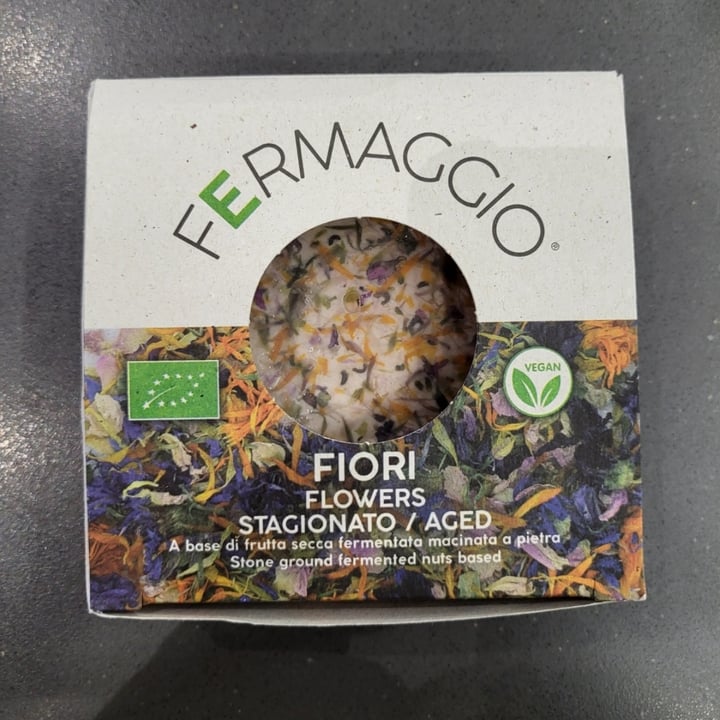 FERMAGGIO®
VEGAN
FIORI
FLOWERS
STAGIONATO / AGED
A base di frutta secca fermentata macinata a pietra
Stone ground fermented nuts based